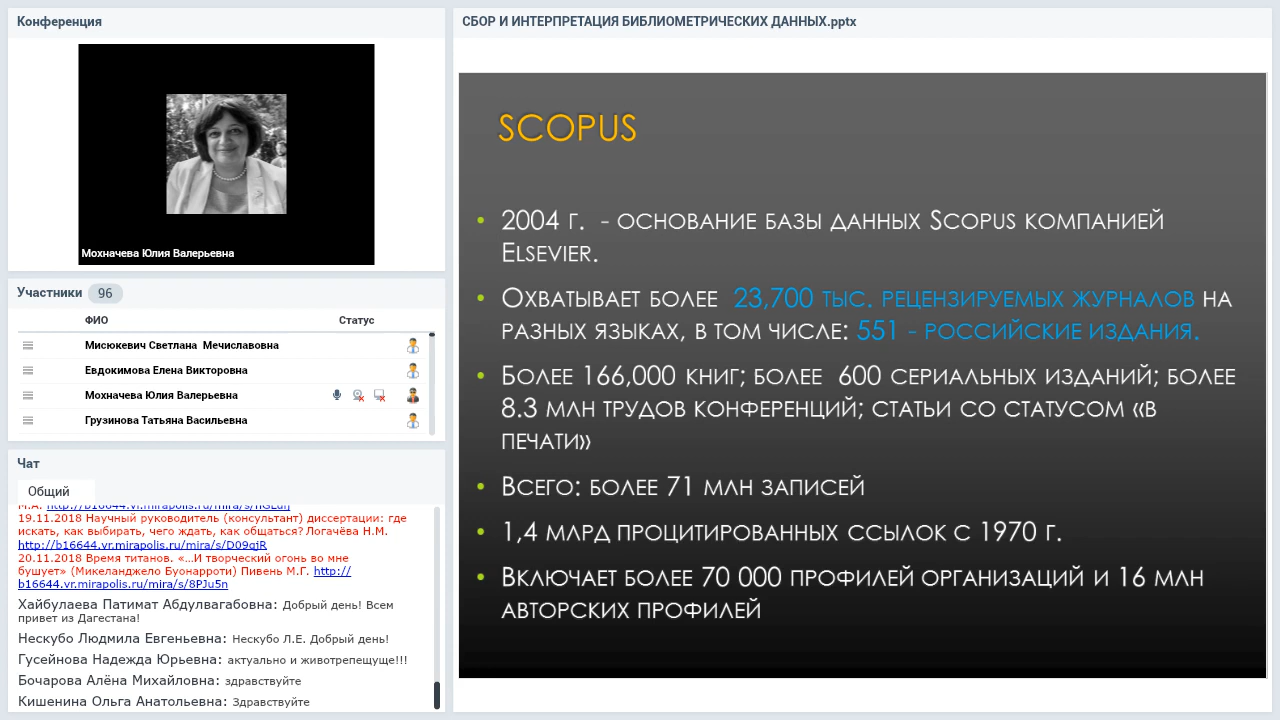 Конференция
Мохначева Юлия Валерьевна
Участники 96
ФИО Статус
Мисюкевич Светлана Мечиславовна
Евдокимова Елена Викторовна
Мохначева Юлия Валерьевна
Грузинова Татьяна Васильевна
Чат
Общий
19.11.2018 Научный руководитель (консультант) диссертации: где
искать, как выбирать, чего ждать, как общаться? Логачёва Н.М.
http://b16644.vr.mirapolis.ru/mira/s/D09qjR
20.11.2018 Время титанов. «...И творческий огонь во мне
бушует» (Микеланджело Буонарроти) Пивень М.Г. http://
b16644.vr.mirapolis.ru/mira/s/8PJu5n
Хайбулаева Патимат Абдулвагабовна: Добрый день! Всем
привет из Дагестана!
Нескубо Людмила Евгеньевна: Нескубо Л.Е. Добрый день!
Гусейнова Надежда Юрьевна: актуально и животрепещуще!!!
Бочарова Алёна Михайловна: здравствуйте
Кишенина Ольга Анатольевна: Здравствуйте
СБОР И ИНТЕРПРЕТАЦИЯ БИБЛИОМЕТРИЧЕСКИХ ДАННЫХ.pptx
SCOPUS
• 2004 г. - основание базы данных Scopus компанией
Elsevier.
• Охватывает более 23,700 тыс. рецензируемых журналов на
разных языках, в том числе: 551 - российские издания.
• Более 166,000 книг; более 600 сериальных изданий; более
8.3 млн трудов конференций; статьи со статусом «в
печати»
• Всего: более 71 млн записей
• 1,4 млрд процитированных ссылок с 1970 г.
• Включает более 70 000 профилей организаций и 16 млн
авторских профилей